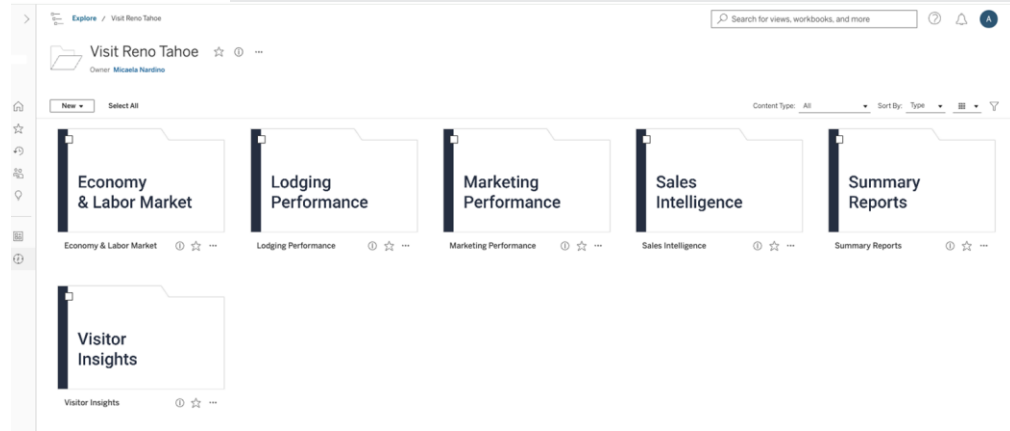 Explore / Visit Reno Tahoe
Search for views, workbooks, and more
A
Visit Reno Tahoe
Owner Micaela Nardino
New
Select All
Content Type: All
Sort By: Type
Economy
& Labor Market
Lodging
Performance
Marketing
Performance
Sales
Intelligence
Summary
Reports
Economy & Labor Market
Lodging Performance
Marketing Performance
Sales Intelligence
Summary Reports
Visitor
Insights
Visitor Insights